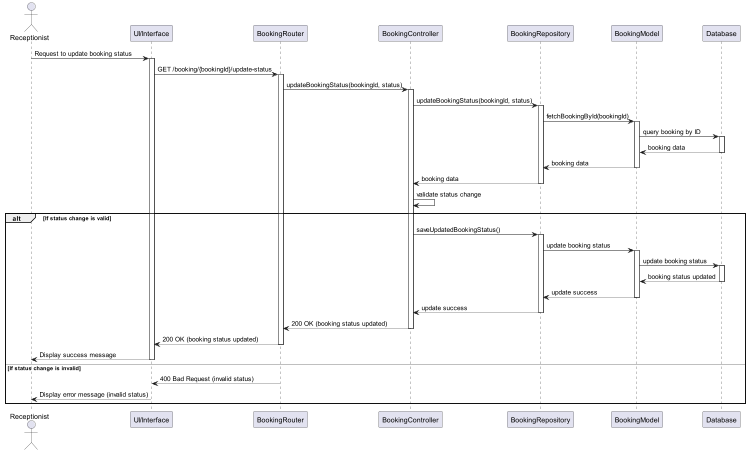 Receptionist
UI/Interface
BookingRouter
BookingController
BookingRepository
BookingModel
Database
Request to update booking status
GET /booking/{bookingId}/update-status
updateBookingStatus(bookingId, status)
updateBookingStatus(bookingId, status)
fetchBookingById(bookingId)
query booking by ID
booking data
booking data
booking data
validate status change
alt
[If status change is valid]
saveUpdatedBookingStatus()
update booking status
update booking status
booking status updated
update success
update success
200 OK (booking status updated)
200 OK (booking status updated)
Display success message
[If status change is invalid]
400 Bad Request (invalid status)
Display error message (invalid status)
Receptionist
UI/Interface
BookingRouter
BookingController
BookingRepository
BookingModel
Database